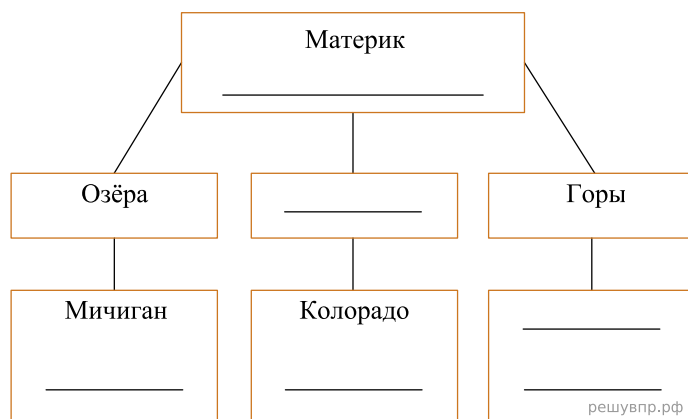 Материк
Озёра
Горы
Мичиган
Колорадо
решувпр.рф